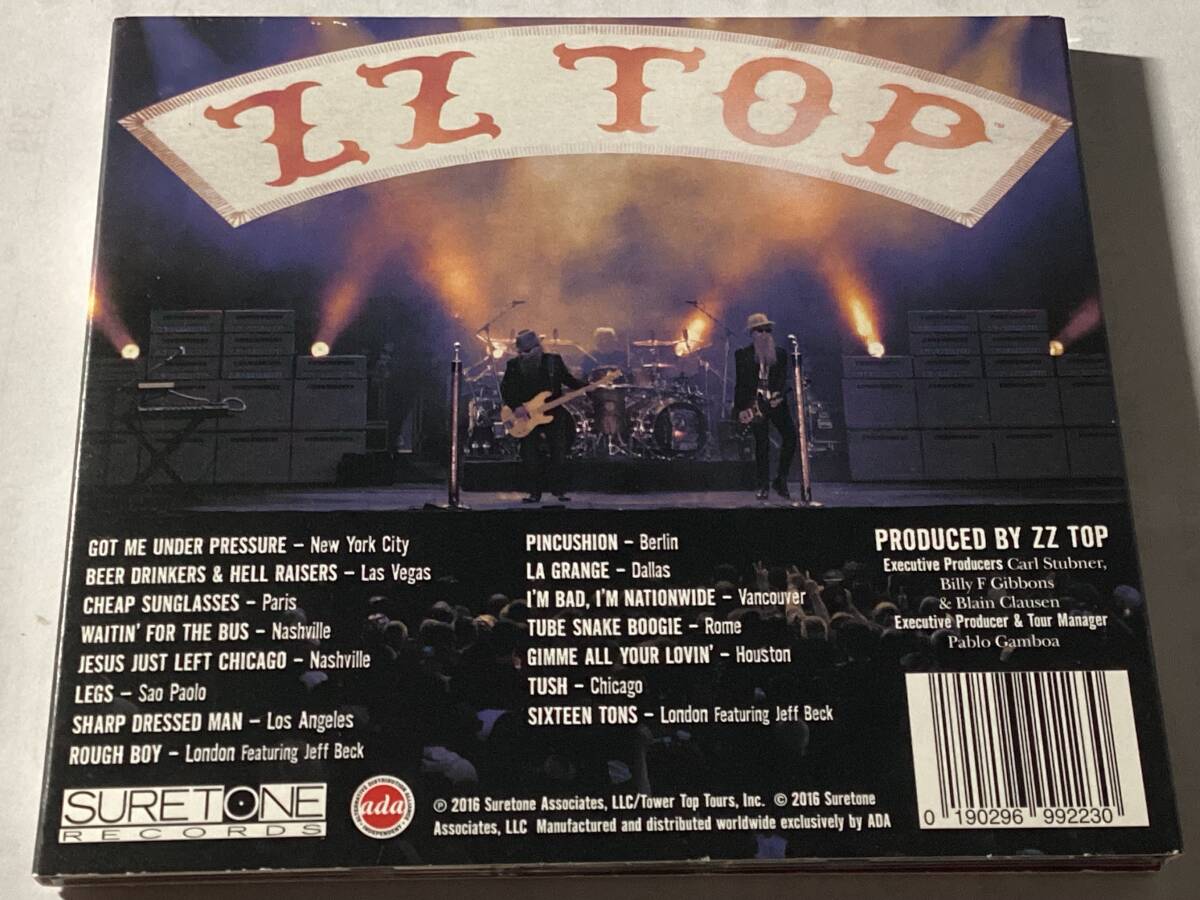 ZZ TOP™
GOT ME UNDER PRESSURE – New York City
BEER DRINKERS & HELL RAISERS – Las Vegas
CHEAP SUNGLASSES – Paris
WAITIN' FOR THE BUS – Nashville
JESUS JUST LEFT CHICAGO – Nashville
LEGS – Sao Paolo
SHARP DRESSED MAN – Los Angeles
ROUGH BOY – London Featuring Jeff Beck
PINCUSHION – Berlin
LA GRANGE – Dallas
I'M BAD, I'M NATIONWIDE – Vancouver
TUBE SNAKE BOOGIE – Rome
GIMME ALL YOUR LOVIN' – Houston
TUSH – Chicago
SIXTEEN TONS – London Featuring Jeff Beck
PRODUCED BY ZZ TOP
Executive Producers Carl Stubner,
Billy F Gibbons
& Blain Clausen
Executive Producer & Tour Manager
Pablo Gamboa
SURETONE
RECORDS
ada
℗ 2016 Suretone Associates, LLC/Tower Top Tours, Inc. © 2016 Suretone
Associates, LLC Manufactured and distributed worldwide exclusively by ADA
0 190296 992230